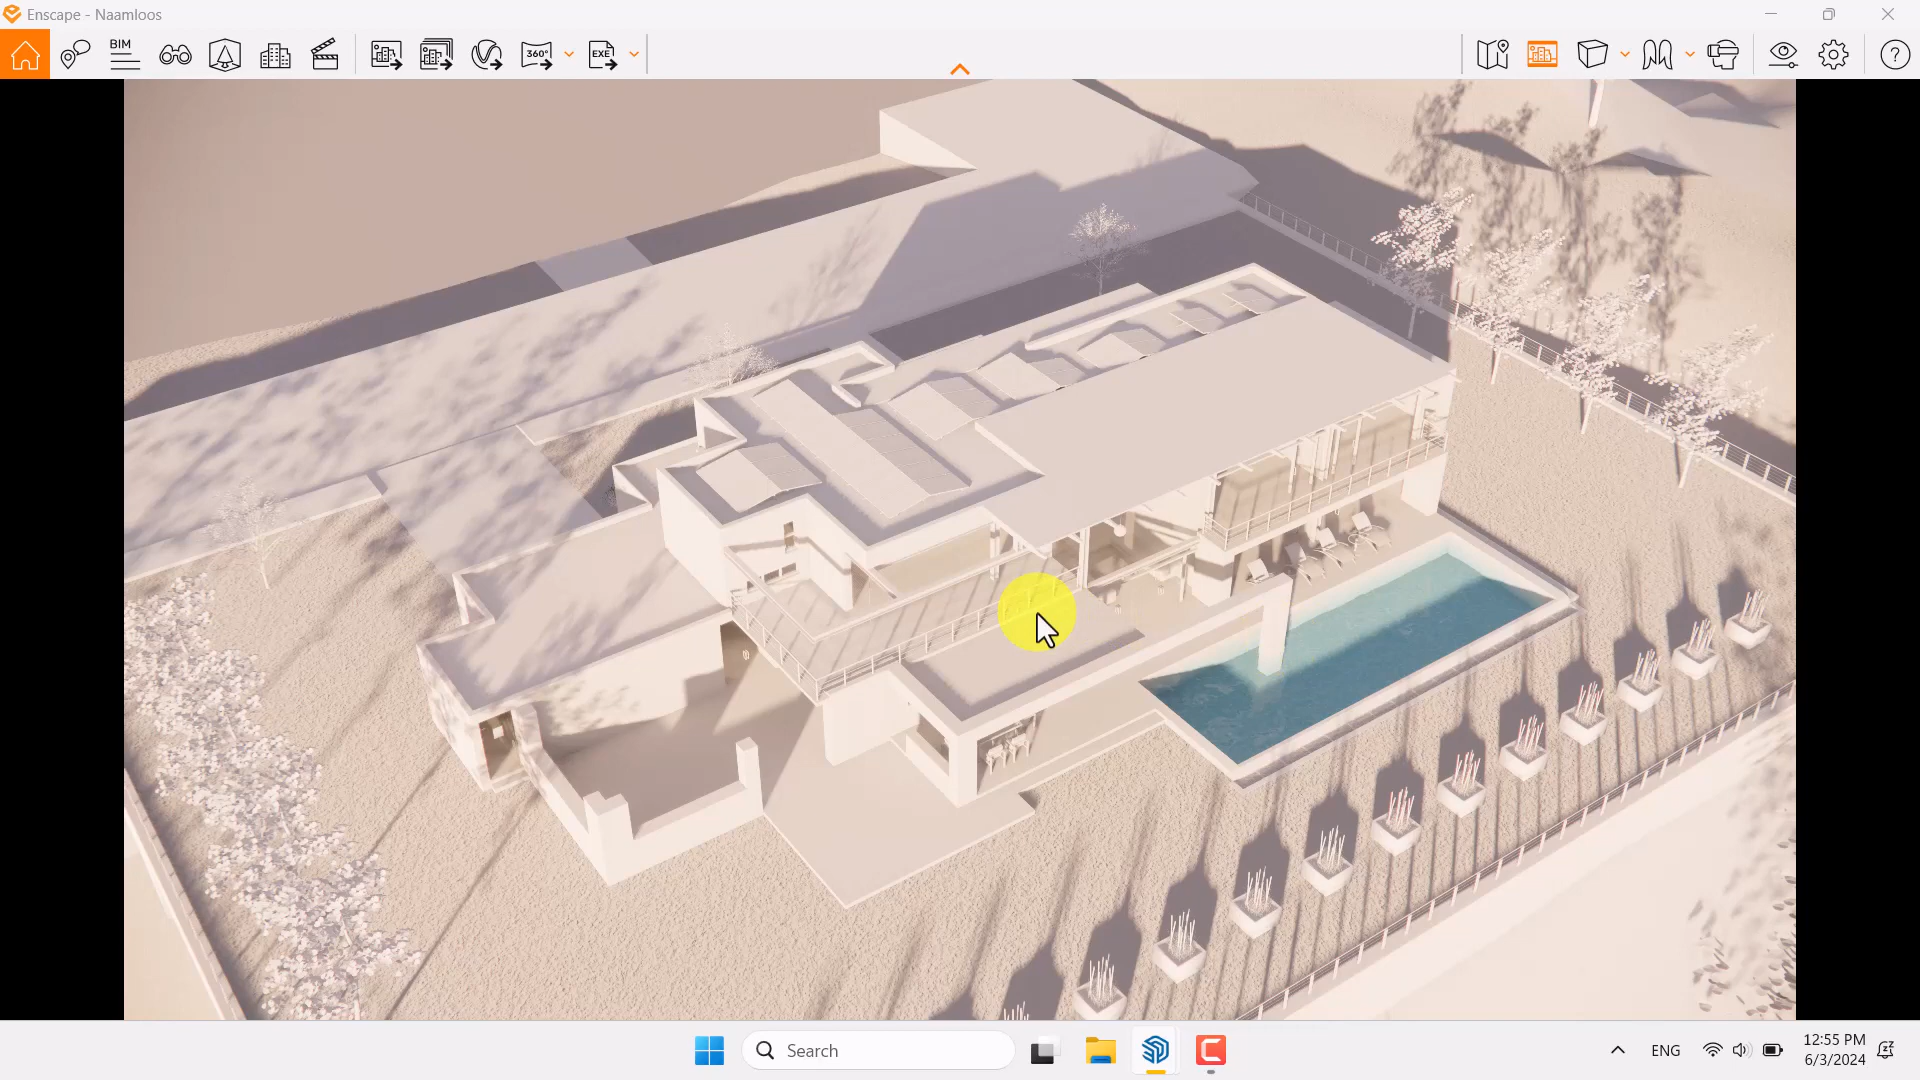 Enscape - Naamloos
BIM
360°
EXE
?
Search
ENG
12:55 PM
6/3/2024